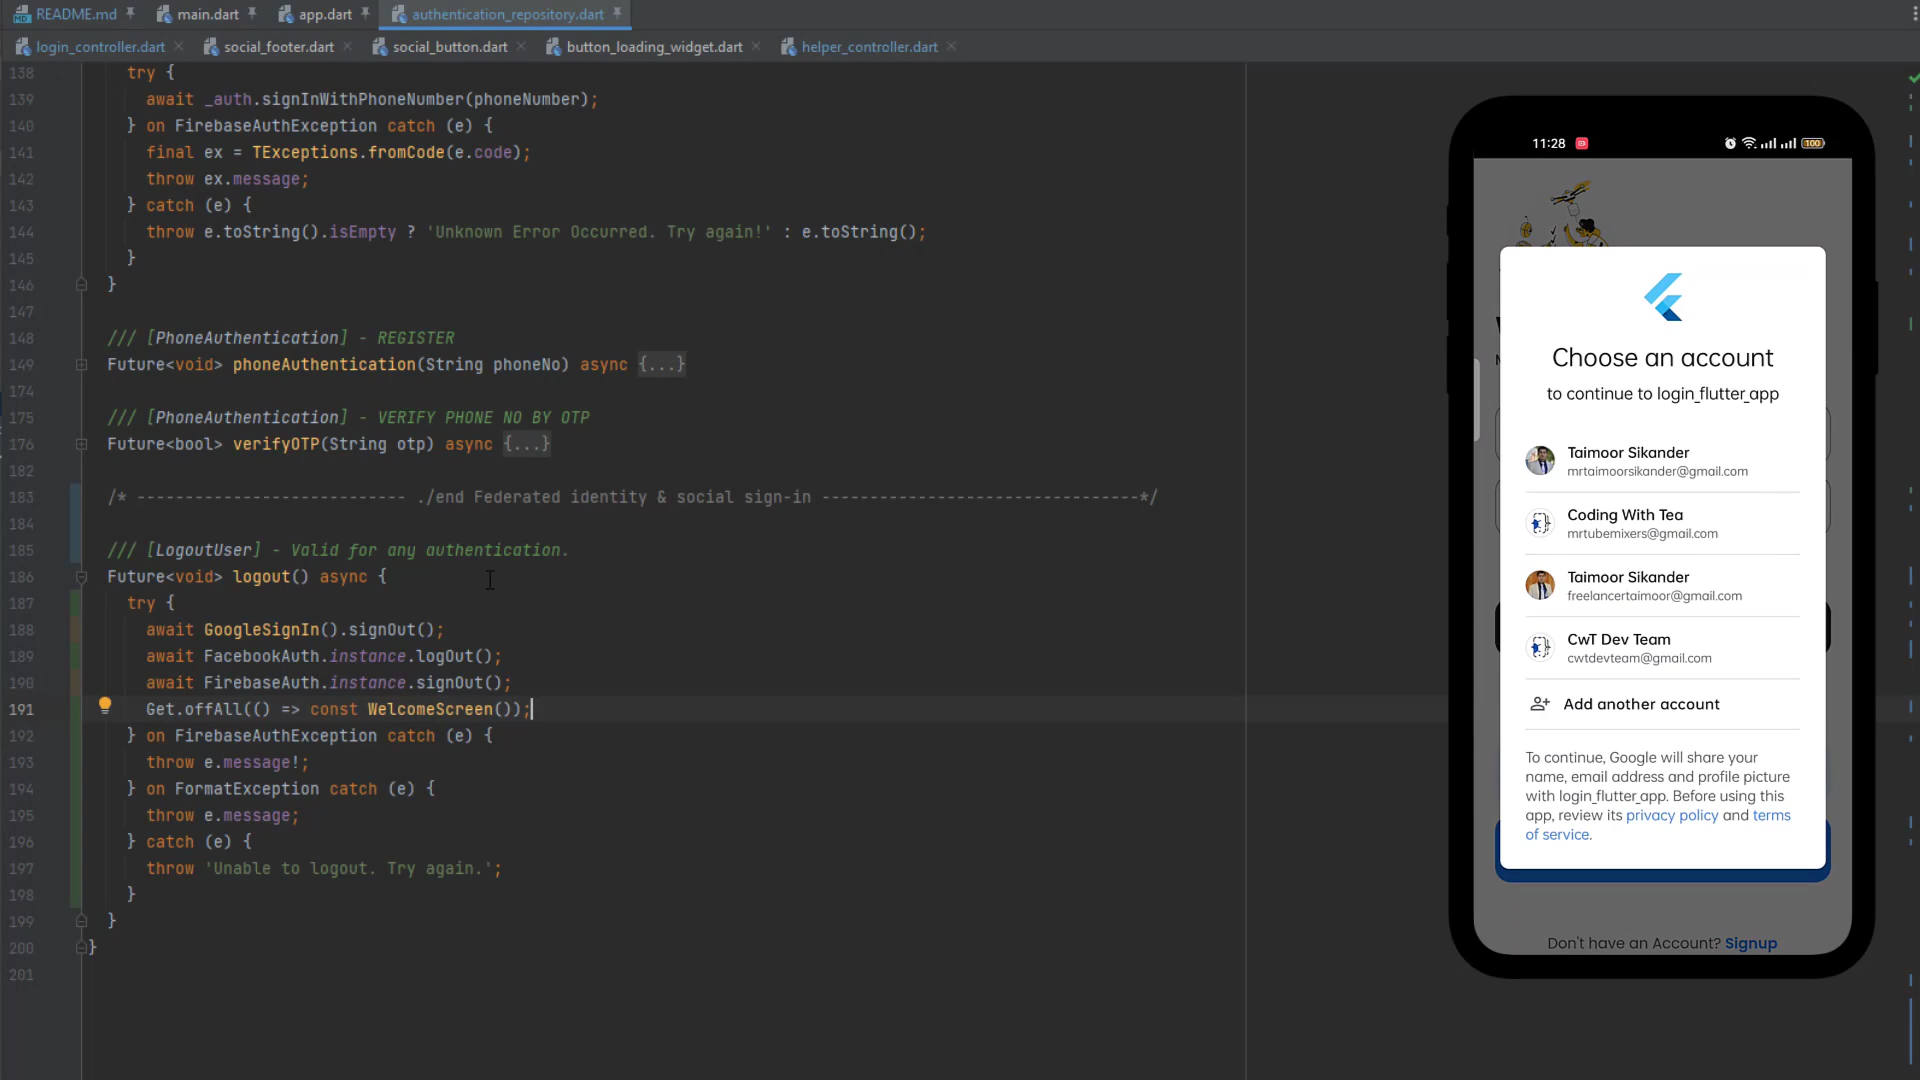 README.md
main.dart
app.dart
authentication_repository.dart
login_controller.dart
social_footer.dart
social_button.dart
button_loading_widget.dart
helper_controller.dart
138 try {
139 await _auth.signInWithPhoneNumber(phoneNumber);
140 } on FirebaseAuthException catch (e) {
141 final ex = TExceptions.fromCode(e.code);
142 throw ex.message;
143 } catch (e) {
144 throw e.toString().isEmpty ? 'Unknown Error Occurred. Try again!' : e.toString();
145 }
146 }
147
148 /// [PhoneAuthentication] - REGISTER
149 Future<void> phoneAuthentication(String phoneNo) async {...}
174
175 /// [PhoneAuthentication] - VERIFY PHONE NO BY OTP
176 Future<bool> verifyOTP(String otp) async {...}
182
183 /* ---------------------------- ./end Federated identity & social sign-in ---------------------------------*/
184
185 /// [LogoutUser] - Valid for any authentication.
186 Future<void> logout() async {
187 try {
188 await GoogleSignIn().signOut();
189 await FacebookAuth.instance.logOut();
190 await FirebaseAuth.instance.signOut();
191 Get.offAll(() => const WelcomeScreen());
192 } on FirebaseAuthException catch (e) {
193 throw e.message!;
194 } on FormatException catch (e) {
195 throw e.message;
196 } catch (e) {
197 throw 'Unable to logout. Try again.';
198 }
199 }
200 }
201
11:28
100
Choose an account
to continue to login_flutter_app
Taimoor Sikander
mrtaimoorsikander@gmail.com
Coding With Tea
mrtubemixers@gmail.com
Taimoor Sikander
freelancertaimoor@gmail.com
CwT Dev Team
cwtdevteam@gmail.com
Add another account
To continue, Google will share your
name, email address and profile picture
with login_flutter_app. Before using this
app, review its privacy policy and terms
of service.
Don't have an Account? Signup